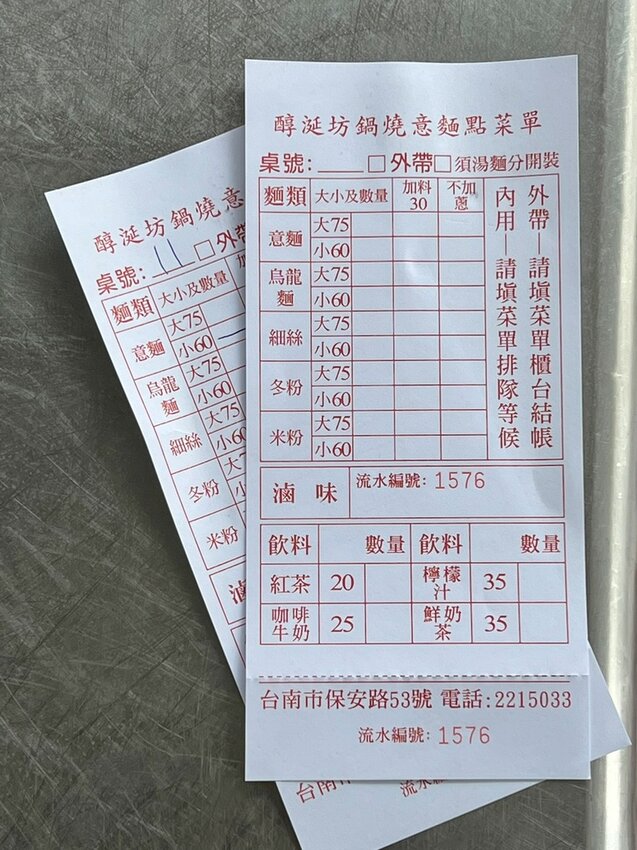 醇涎坊鍋燒意麵點菜單
桌號: ____ □外帶□須湯麵分開裝
麵類 大小及數量 加料30 不加蔥
意麵 大75
小60
烏龍麵 大75
小60
細絲 大75
小60
冬粉 大75
小60
米粉 大75
小60
外帶—請填菜單櫃台結帳
內用—請填菜單排隊等候
滷味 流水編號: 1576
飲料 數量 飲料 數量
紅茶 20 檸檬汁 35
咖啡牛奶 25 鮮奶茶 35
台南市保安路53號 電話:2215033
流水編號: 1576
醇涎坊鍋燒意
桌號: 11 □外帶
麵類 大小及數量
意麵 大75
小60
烏龍麵 大75
小60
細絲 大75
小60
冬粉
米粉
滷
台南
流水